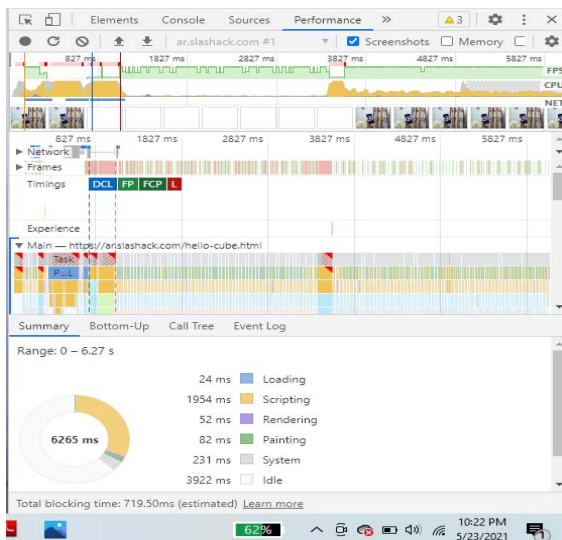 Elements Console Sources Performance » 3
ar.slashack.com #1 Screenshots Memory
827 ms 1827 ms 2827 ms 3827 ms 4827 ms 5827 ms
FPS
CPU
NET
827 ms 1827 ms 2827 ms 3827 ms 4827 ms 5827 ms
Network
Frames
Timings DCL FP FCP L
Experience
Main — https://ar.slashack.com/hello-cube.html
Task
P...L
Summary Bottom-Up Call Tree Event Log
Range: 0 – 6.27 s
24 ms Loading
1954 ms Scripting
52 ms Rendering
6265 ms
82 ms Painting
231 ms System
3922 ms Idle
Total blocking time: 719.50ms (estimated) Learn more
62% 10:22 PM
5/23/2021 1